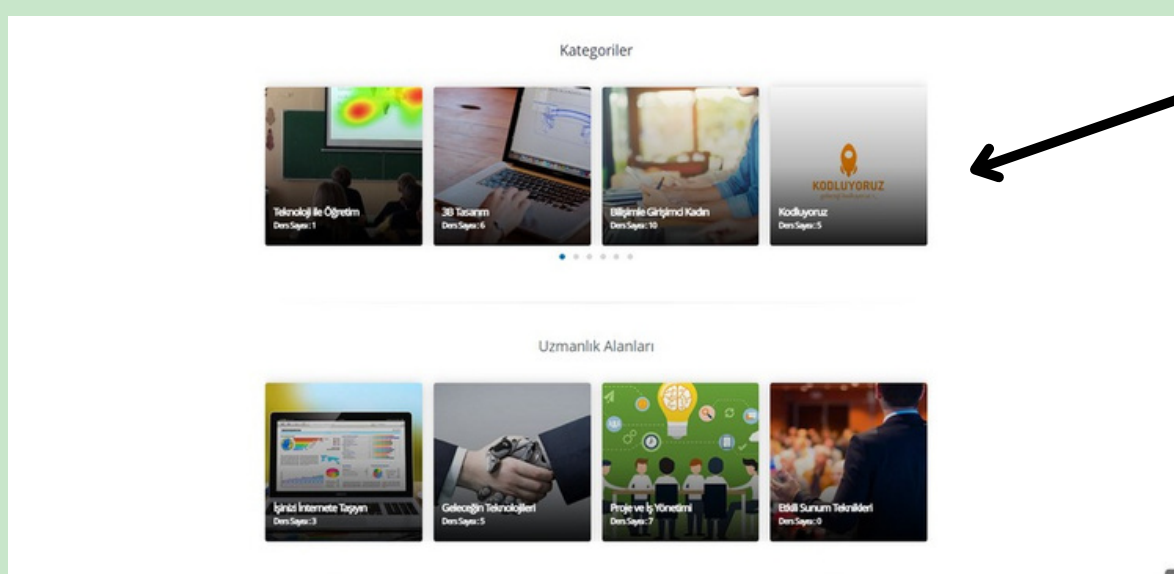 Kategoriler
Teknoloji ile Öğretim
Ders Sayısı : 1
3B Tasarım
Ders Sayısı : 6
Bilişimle Girişimci Kadın
Ders Sayısı : 10
KODLUYORUZ
Kodluyoruz
Ders Sayısı : 5
Uzmanlık Alanları
İşinizi İnternete Taşıyın
Ders Sayısı : 3
Geleceğin Teknolojileri
Ders Sayısı : 5
Proje ve İş Yönetimi
Ders Sayısı : 7
Etkili Sunum Teknikleri
Ders Sayısı : 0